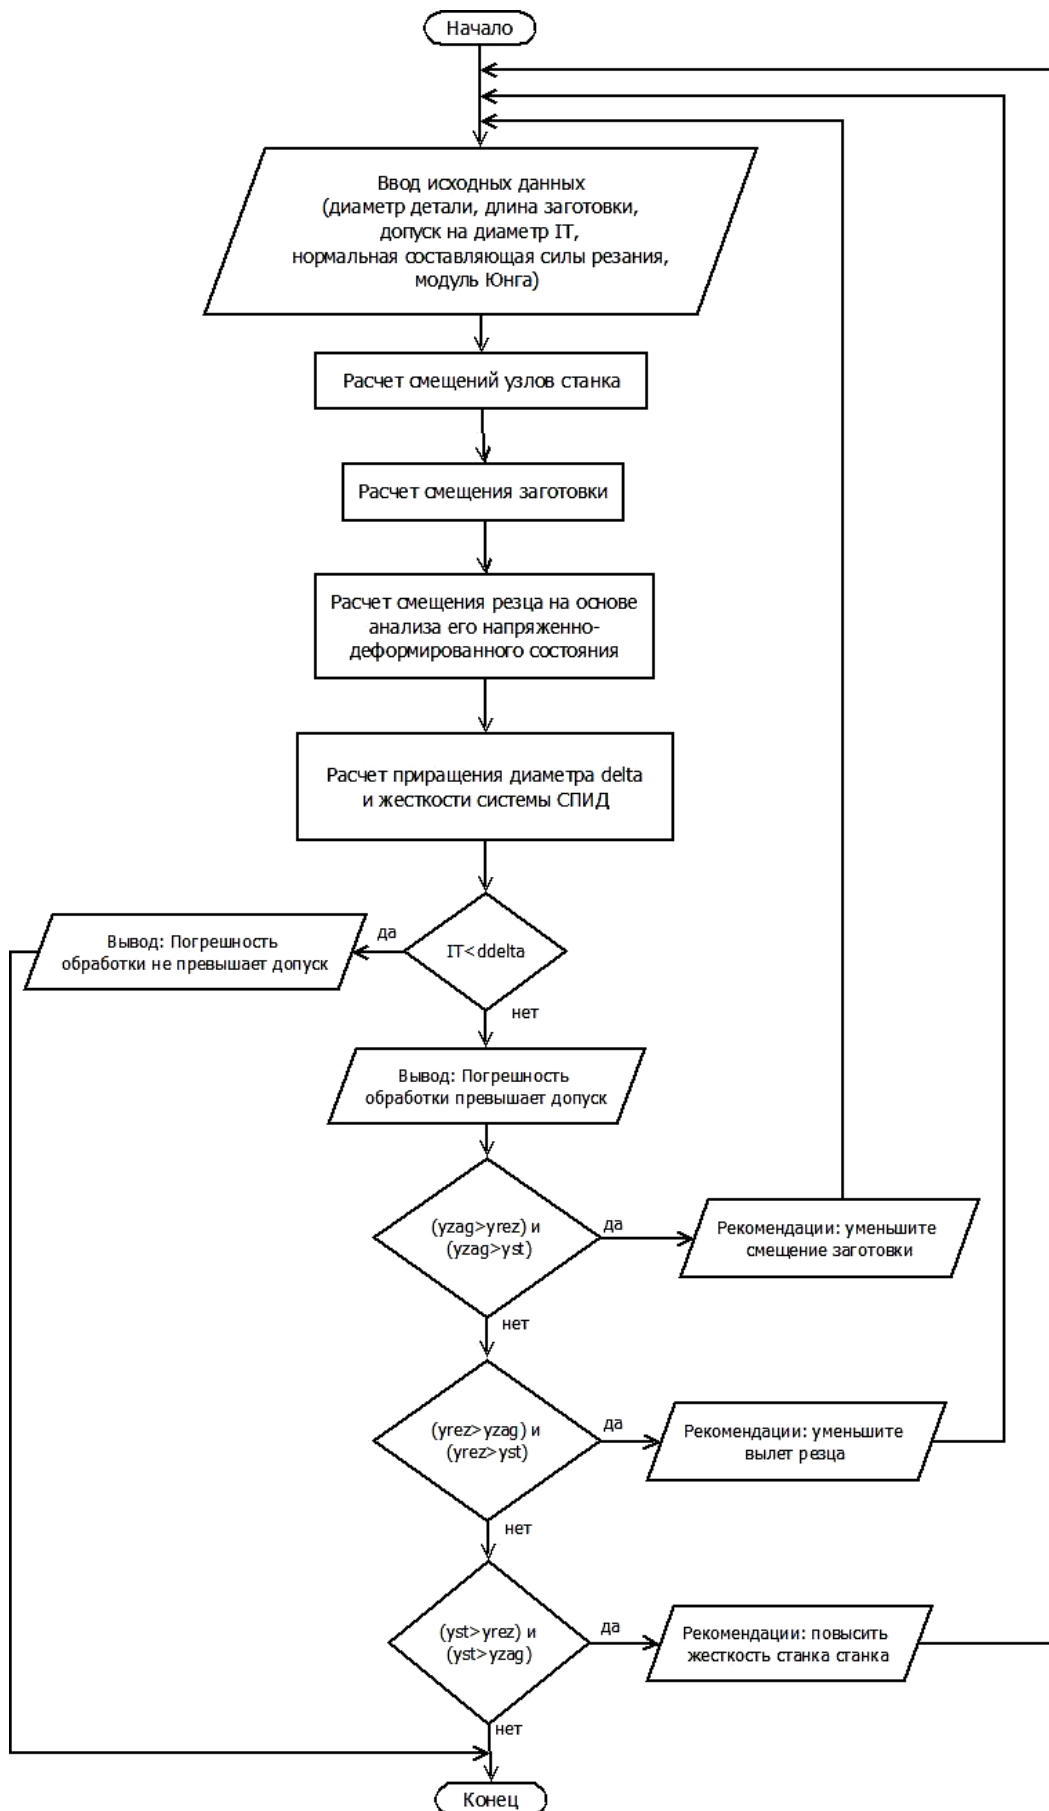 Начало
Ввод исходных данных
(диаметр детали, длина заготовки,
допуск на диаметр IT,
нормальная составляющая силы резания,
модуль Юнга)
Расчет смещений узлов станка
Расчет смещения заготовки
Расчет смещения резца на основе
анализа его напряженно-
деформированного состояния
Расчет приращения диаметра delta
и жесткости системы СПИД
IT<ddelta
да
Вывод: Погрешность
обработки не превышает допуск
нет
Вывод: Погрешность
обработки превышает допуск
(yzag>yrez) и
(yzag>yst)
да
Рекомендации: уменьшите
смещение заготовки
нет
(yrez>yzag) и
(yrez>yst)
да
Рекомендации: уменьшите
вылет резца
нет
(yst>yrez) и
(yst>yzag)
да
Рекомендации: повысить
жесткость станка станка
нет
Конец